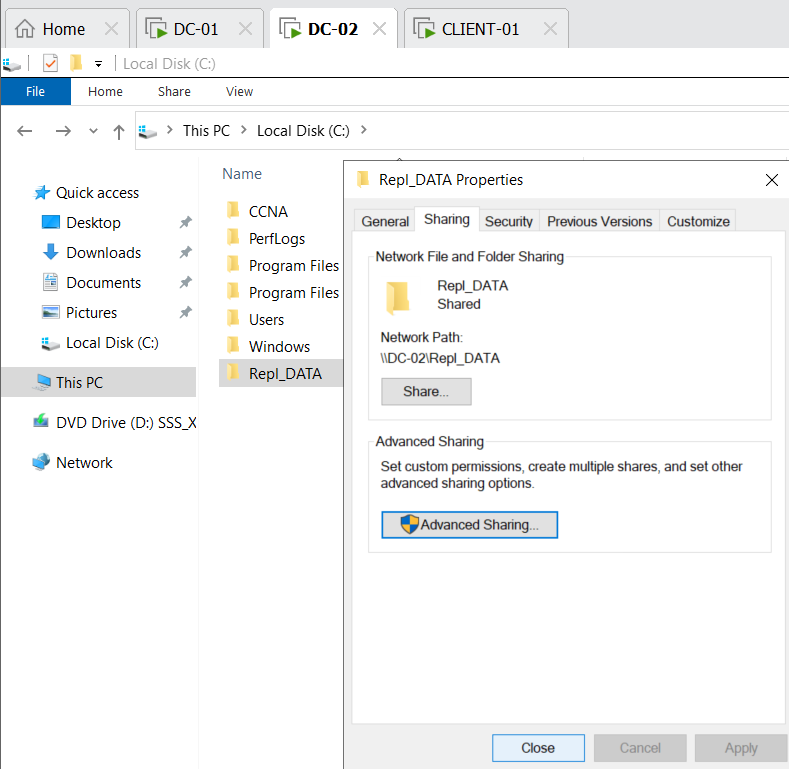 Home
DC-01
DC-02
CLIENT-01
Local Disk (C:)
File
Home
Share
View
This PC
Local Disk (C:)
Quick access
Desktop
Downloads
Documents
Pictures
Local Disk (C:)
This PC
DVD Drive (D:) SSS_X
Network
Name
CCNA
PerfLogs
Program Files
Program Files
Users
Windows
Repl_DATA
Repl_DATA Properties
General
Sharing
Security
Previous Versions
Customize
Network File and Folder Sharing
Repl_DATA
Shared
Network Path:
\\DC-02\Repl_DATA
Share...
Advanced Sharing
Set custom permissions, create multiple shares, and set other
advanced sharing options.
Advanced Sharing...
Close
Cancel
Apply